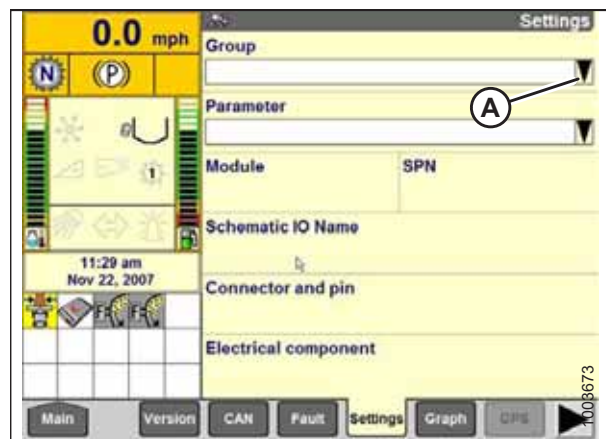 0.0 mph
Settings
Group
N
(P)
A
Parameter
1
Module
SPN
Schematic IO Name
11:29 am
Nov 22, 2007
Connector and pin
F
F
Electrical component
1003673
Main
Version
CAN
Fault
Settings
Graph
GPS